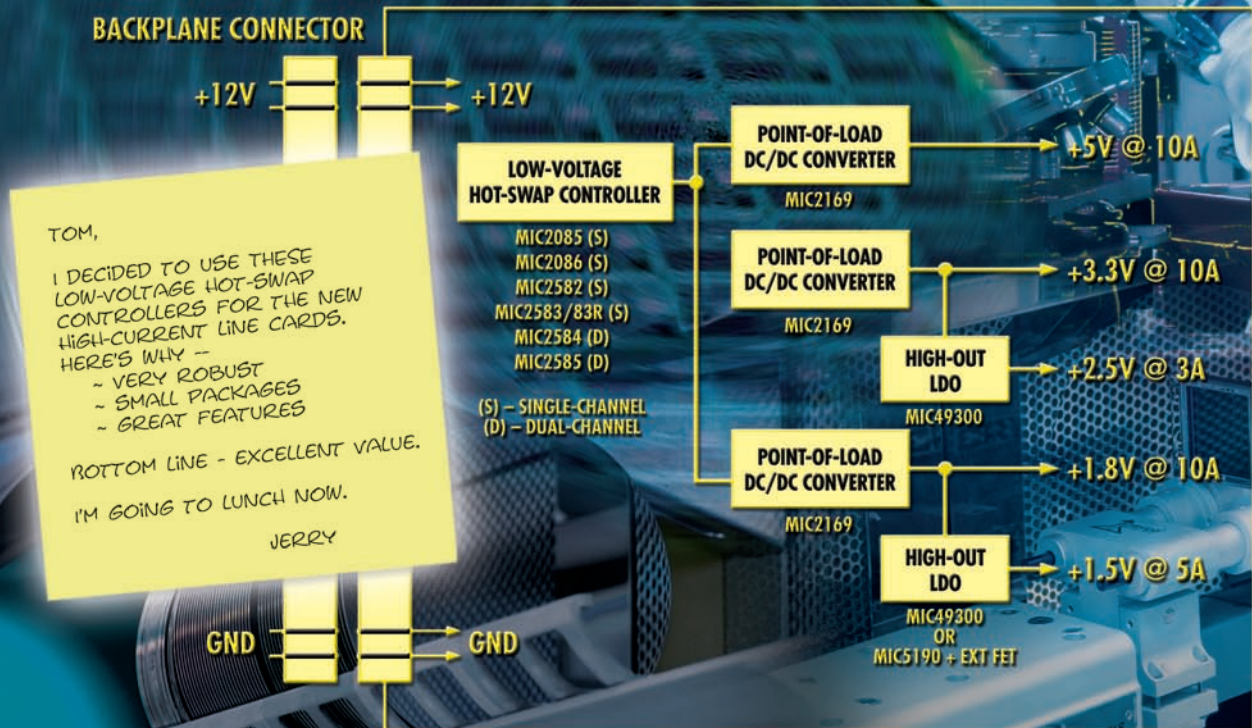 BACKPLANE CONNECTOR
+12V
+12V
TOM,
I DECIDED TO USE THESE
LOW-VOLTAGE HOT-SWAP
CONTROLLERS FOR THE NEW
HIGH-CURRENT LINE CARDS.
HERE'S WHY --
~ VERY ROBUST
~ SMALL PACKAGES
~ GREAT FEATURES
BOTTOM LINE - EXCELLENT VALUE.
I'M GOING TO LUNCH NOW.
JERRY
GND
GND
LOW-VOLTAGE
HOT-SWAP CONTROLLER
MIC2085 (S)
MIC2086 (S)
MIC2582 (S)
MIC2583/83R (S)
MIC2584 (D)
MIC2585 (D)
(S) – SINGLE-CHANNEL
(D) – DUAL-CHANNEL
POINT-OF-LOAD
DC/DC CONVERTER
MIC2169
+5V @ 10A
POINT-OF-LOAD
DC/DC CONVERTER
MIC2169
+3.3V @ 10A
HIGH-OUT
LDO
MIC49300
+2.5V @ 3A
POINT-OF-LOAD
DC/DC CONVERTER
MIC2169
+1.8V @ 10A
HIGH-OUT
LDO
MIC49300
OR
MIC5190 + EXT FET
+1.5V @ 5A